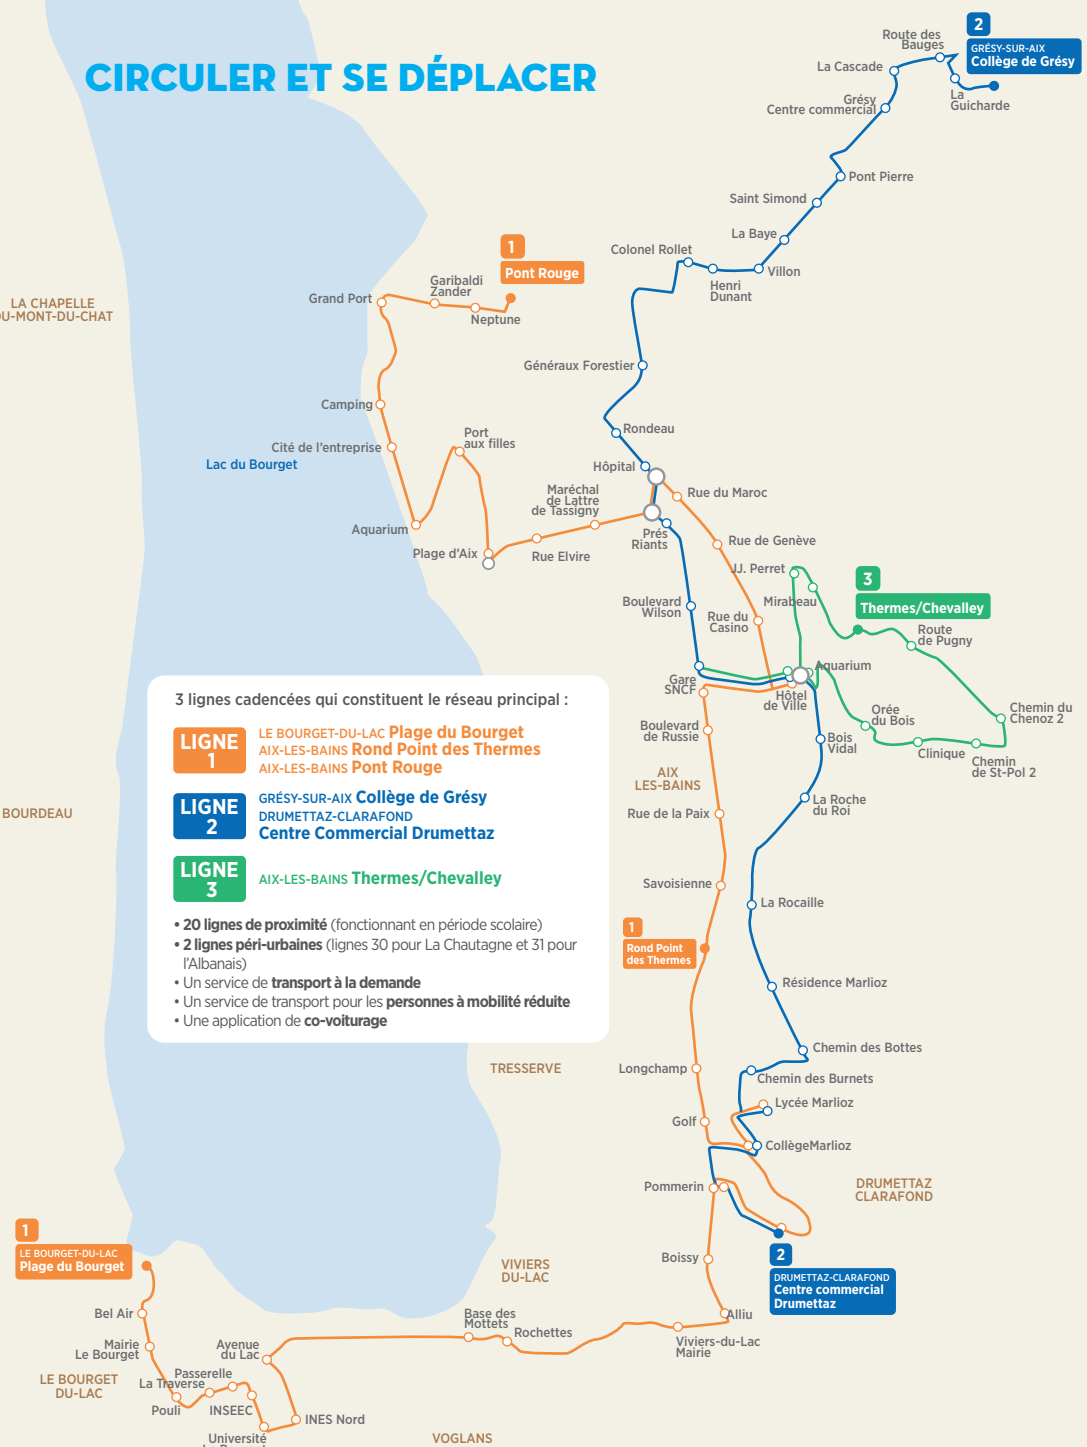 CIRCULER ET SE DÉPLACER
2
GRÉSY-SUR-AIX
Collège de Grésy
Route des
Bauges
La Cascade
La
Guicharde
Grésy
Centre commercial
Pont Pierre
Saint Simond
La Baye
Villon
Colonel Rollet
Henri
Dunant
1
Pont Rouge
Garibaldi
Zander
Grand Port
Neptune
LA CHAPELLE
DU-MONT-DU-CHAT
Généraux Forestier
Camping
Rondeau
Port
aux filles
Cité de l'entreprise
Lac du Bourget
Hôpital
Maréchal
de Lattre
de Tassigny
Rue du Maroc
Aquarium
Prés
Riants
Rue de Genève
Plage d'Aix
Rue Elvire
JJ. Perret
3
Thermes/Chevalley
Mirabeau
Boulevard
Wilson
Rue du
Casino
Route
de Pugny
Aquarium
Gare
SNCF
Hôtel
de Ville
Orée
du Bois
Chemin du
Chenoz 2
Boulevard
de Russie
Bois
Vidal
Clinique
Chemin
de St-Pol 2
3 lignes cadencées qui constituent le réseau principal :
LIGNE
1
LE BOURGET-DU-LAC Plage du Bourget
AIX-LES-BAINS Rond Point des Thermes
AIX-LES-BAINS Pont Rouge
LIGNE
2
GRÉSY-SUR-AIX Collège de Grésy
DRUMETTAZ-CLARAFOND
Centre Commercial Drumettaz
LIGNE
3
AIX-LES-BAINS Thermes/Chevalley
• 20 lignes de proximité (fonctionnant en période scolaire)
• 2 lignes péri-urbaines (lignes 30 pour La Chautagne et 31 pour
l'Albanais)
• Un service de transport à la demande
• Un service de transport pour les personnes à mobilité réduite
• Une application de co-voiturage
AIX
LES-BAINS
BOURDEAU
Rue de la Paix
La Roche
du Roi
Savoisienne
La Rocaille
1
Rond Point
des Thermes
Résidence Marlioz
Chemin des Bottes
TRESSERVE
Longchamp
Chemin des Burnets
Lycée Marlioz
Golf
CollègeMarlioz
Pommerin
DRUMETTAZ
CLARAFOND
1
LE BOURGET-DU-LAC
Plage du Bourget
VIVIERS
DU-LAC
Boissy
2
DRUMETTAZ-CLARAFOND
Centre commercial
Drumettaz
Bel Air
Base des
Mottets
Rochettes
Alliu
Viviers-du-Lac
Mairie
Mairie
Le Bourget
Avenue
du Lac
LE BOURGET
DU-LAC
Passerelle
La Traverse
Pouli
INSEEC
INES Nord
Université
VOGLANS